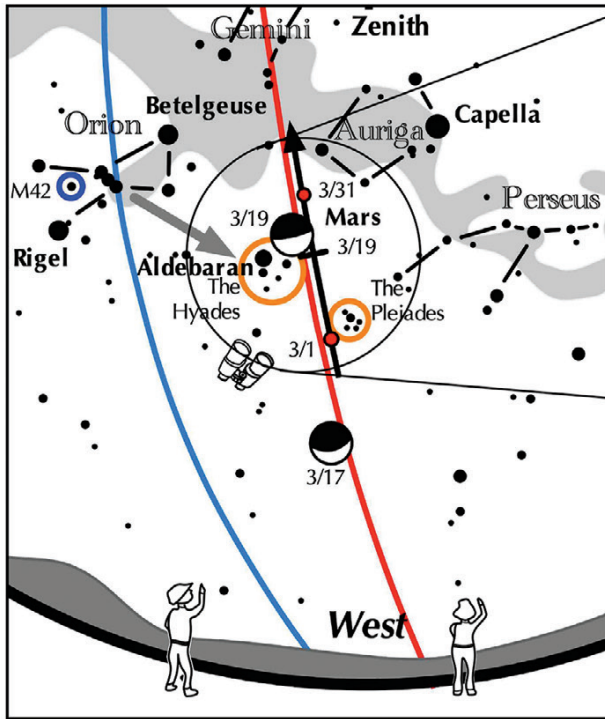 Gemini
Zenith
Betelgeuse
Orion
Auriga
Capella
M42
3/31
Perseus
3/19
Mars
3/19
Rigel
Aldebaran
The
Hyades
The
Pleiades
3/1
3/17
West